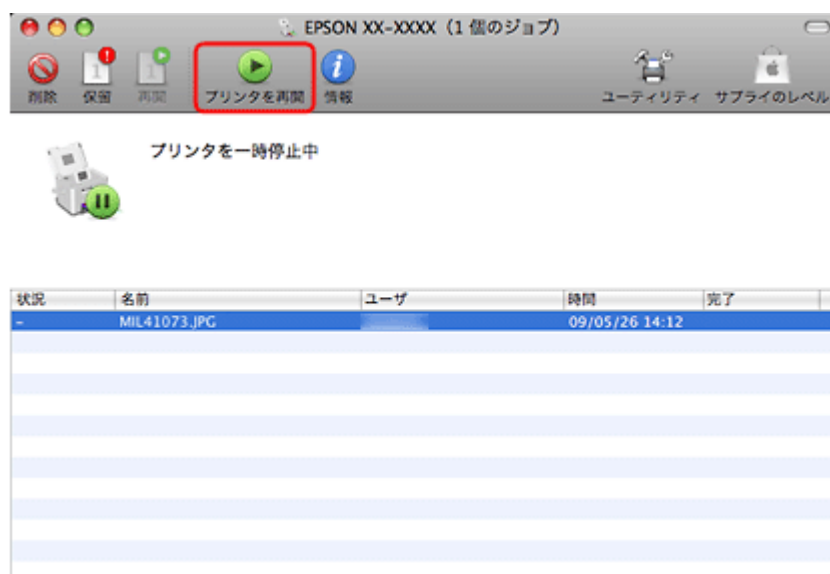 EPSON XX-XXXX（1 個のジョブ）
削除 保留 再開 プリンタを再開 情報 ユーティリティ サプライのレベル
プリンタを一時停止中
状況 名前 ユーザ 時間 完了
- MIL41073.JPG 09/05/26 14:12